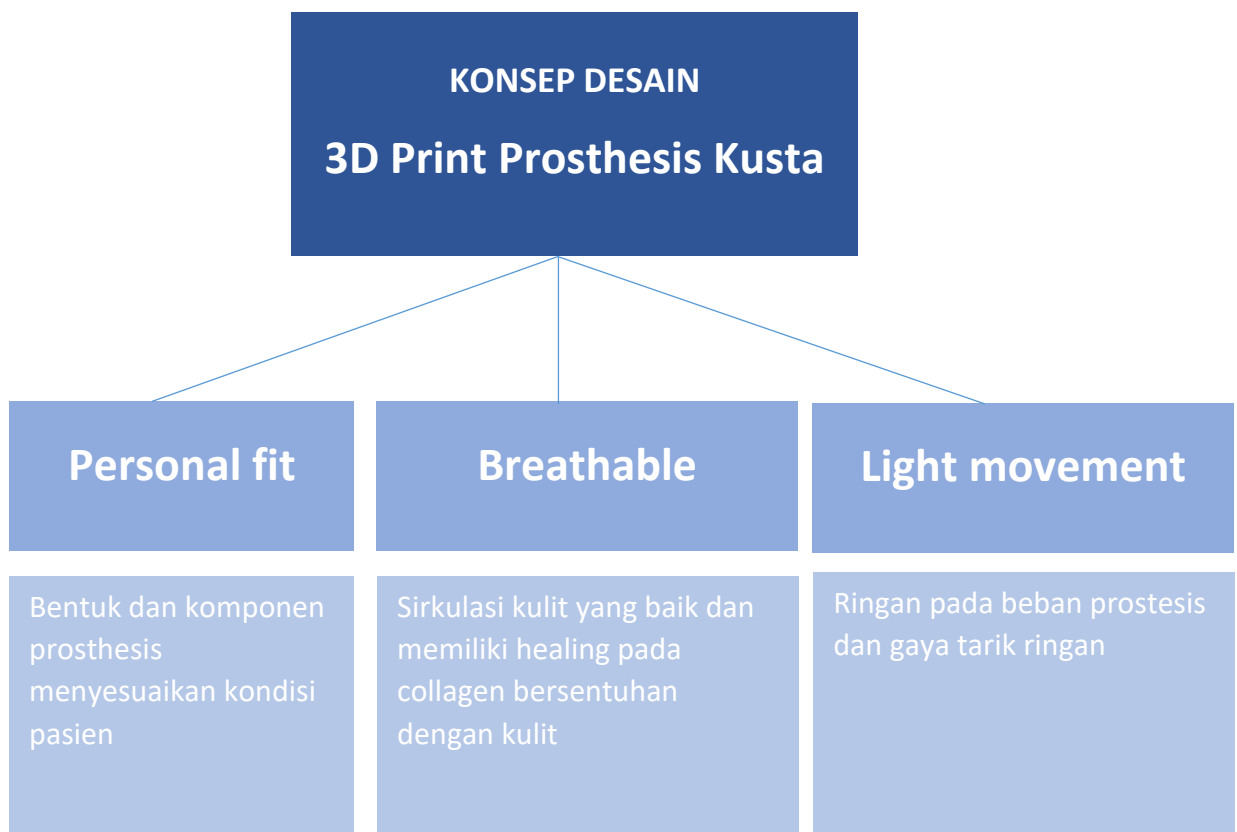 KONSEP DESAIN
3D Print Prosthesis Kusta
Personal fit
Breathable
Light movement
Bentuk dan komponen
prosthesis
menyesuaikan kondisi
pasien
Sirkulasi kulit yang baik dan
memiliki healing pada
collagen bersentuhan
dengan kulit
Ringan pada beban prostesis
dan gaya tarik ringan